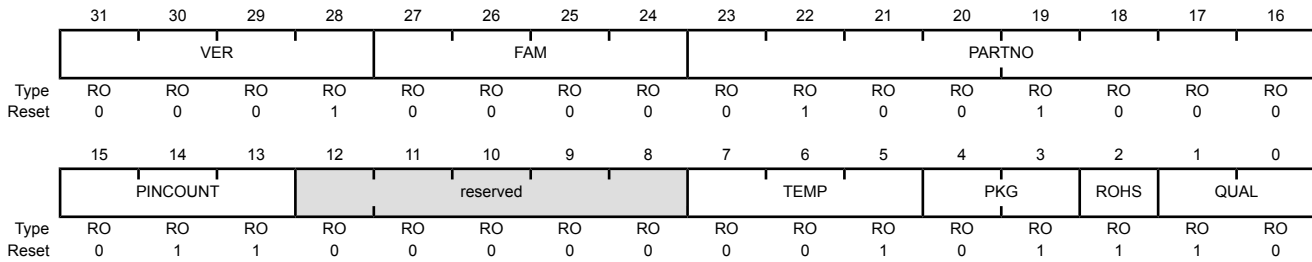 31 30 29 28 27 26 25 24 23 22 21 20 19 18 17 16
VER FAM PARTNO
Type RO RO RO RO RO RO RO RO RO RO RO RO RO RO RO RO
Reset 0 0 0 1 0 0 0 0 0 1 0 0 1 0 0 0
15 14 13 12 11 10 9 8 7 6 5 4 3 2 1 0
PINCOUNT reserved TEMP PKG ROHS QUAL
Type RO RO RO RO RO RO RO RO RO RO RO RO RO RO RO RO
Reset 0 1 1 0 0 0 0 0 0 0 1 0 1 1 1 0